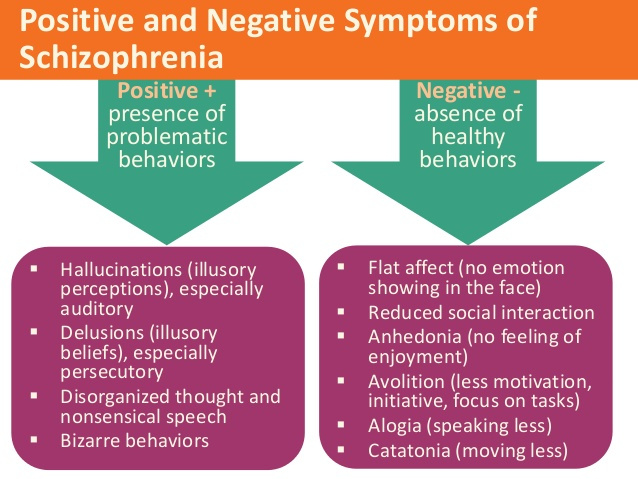 Positive and Negative Symptoms of
Schizophrenia
Positive +
presence of
problematic
behaviors
Negative -
absence of
healthy
behaviors
▪ Hallucinations (illusory
perceptions), especially
auditory
▪ Delusions (illusory
beliefs), especially
persecutory
▪ Disorganized thought and
nonsensical speech
▪ Bizarre behaviors
▪ Flat affect (no emotion
showing in the face)
▪ Reduced social interaction
▪ Anhedonia (no feeling of
enjoyment)
▪ Avolition (less motivation,
initiative, focus on tasks)
▪ Alogia (speaking less)
▪ Catatonia (moving less)